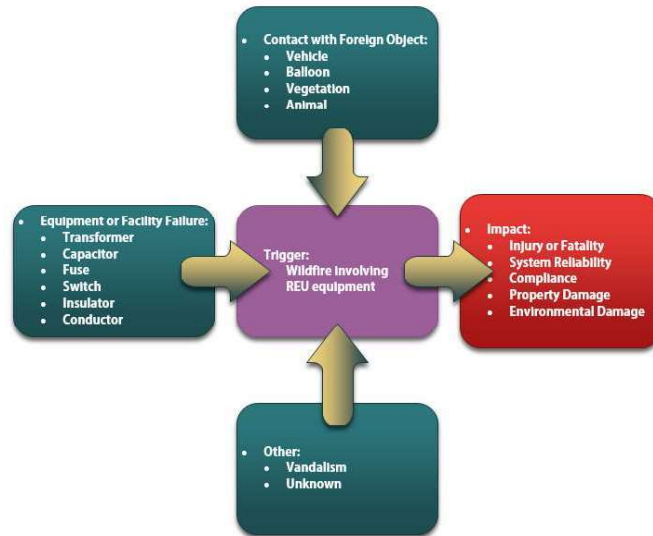 • Contact with Foreign Object:
• Vehicle
• Balloon
• Vegetation
• Animal
• Equipment or Facility Failure:
• Transformer
• Capacitor
• Fuse
• Switch
• Insulator
• Conductor
Trigger:
Wildfire involving
REU equipment
• Impact:
• Injury or Fatality
• System Reliability
• Compliance
• Property Damage
• Environmental Damage
• Other:
• Vandalism
• Unknown